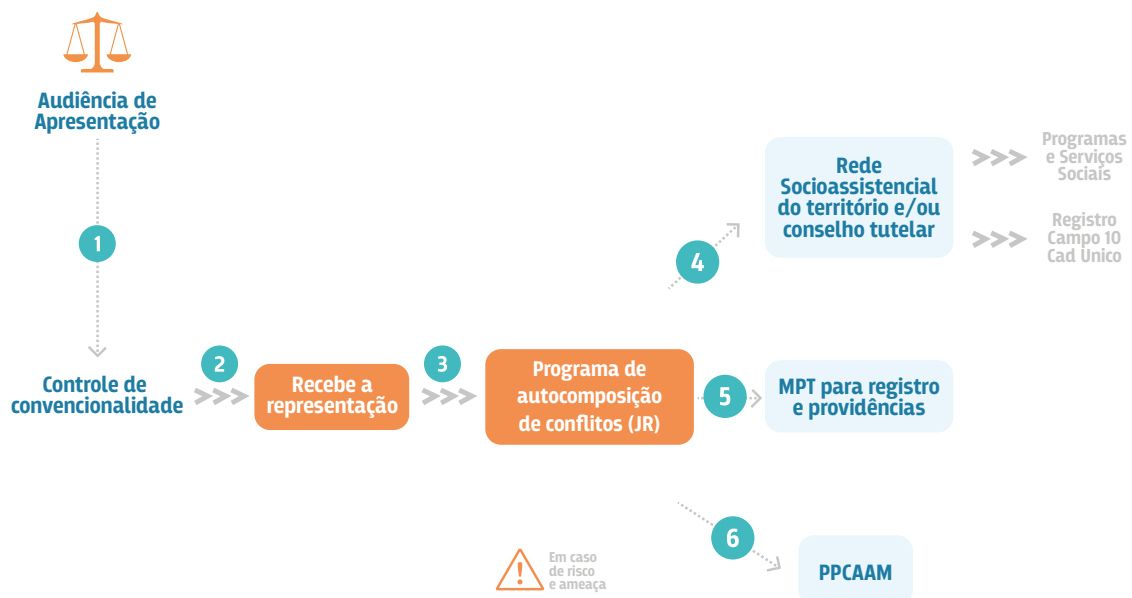 Audiência de
Apresentação
1
Controle de
convencionalidade
2
Recebe a
representação
3
Programa de
autocomposição
de conflitos (JR)
4
Rede
Socioassistencial
do território e/ou
conselho tutelar
Programas
e Serviços
Sociais
Registro
Campo 10
Cad Unico
5
MPT para registro
e providências
6
Em caso
de risco
e ameaça
PPCAAM